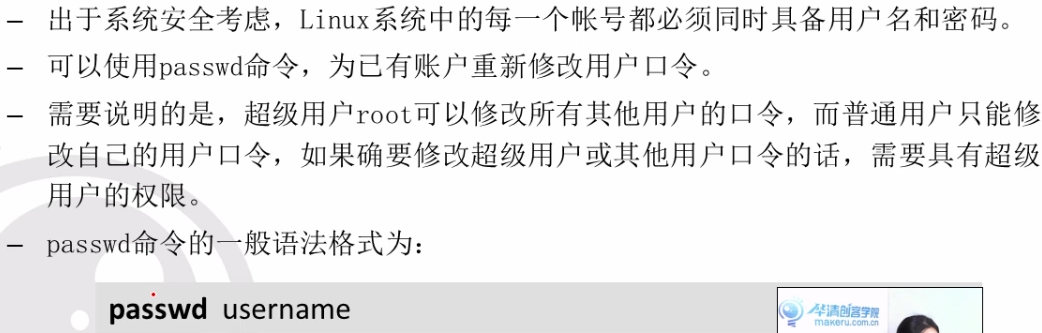 – 出于系统安全考虑，Linux系统中的每一个帐号都必须同时具备用户名和密码。
– 可以使用passwd命令，为已有账户重新修改用户口令。
– 需要说明的是，超级用户root可以修改所有其他用户的口令，而普通用户只能修
改自己的用户口令，如果确要修改超级用户或其他用户口令的话，需要具有超级
用户的权限。
– passwd命令的一般语法格式为：
passwd username
华清创客学院
makeru.com.cn